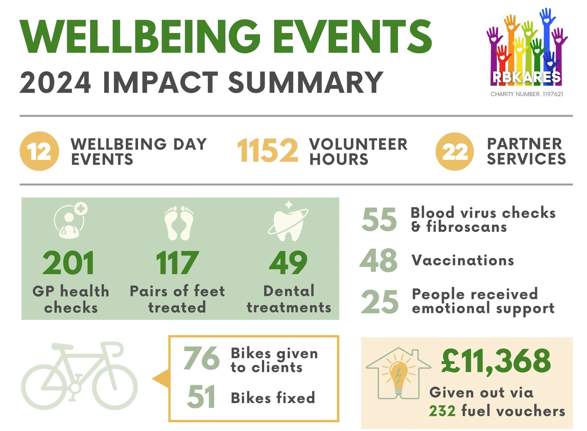 WELLBEING EVENTS
2024 IMPACT SUMMARY
RBKARES
CHARITY NUMBER: 1197621
12
WELLBEING DAY
EVENTS
1152
VOLUNTEER
HOURS
22
PARTNER
SERVICES
201
GP health
checks
117
Pairs of feet
treated
49
Dental
treatments
55
Blood virus checks
& fibroscans
48
Vaccinations
25
People received
emotional support
76
Bikes given
to clients
51
Bikes fixed
£11,368
Given out via
232 fuel vouchers